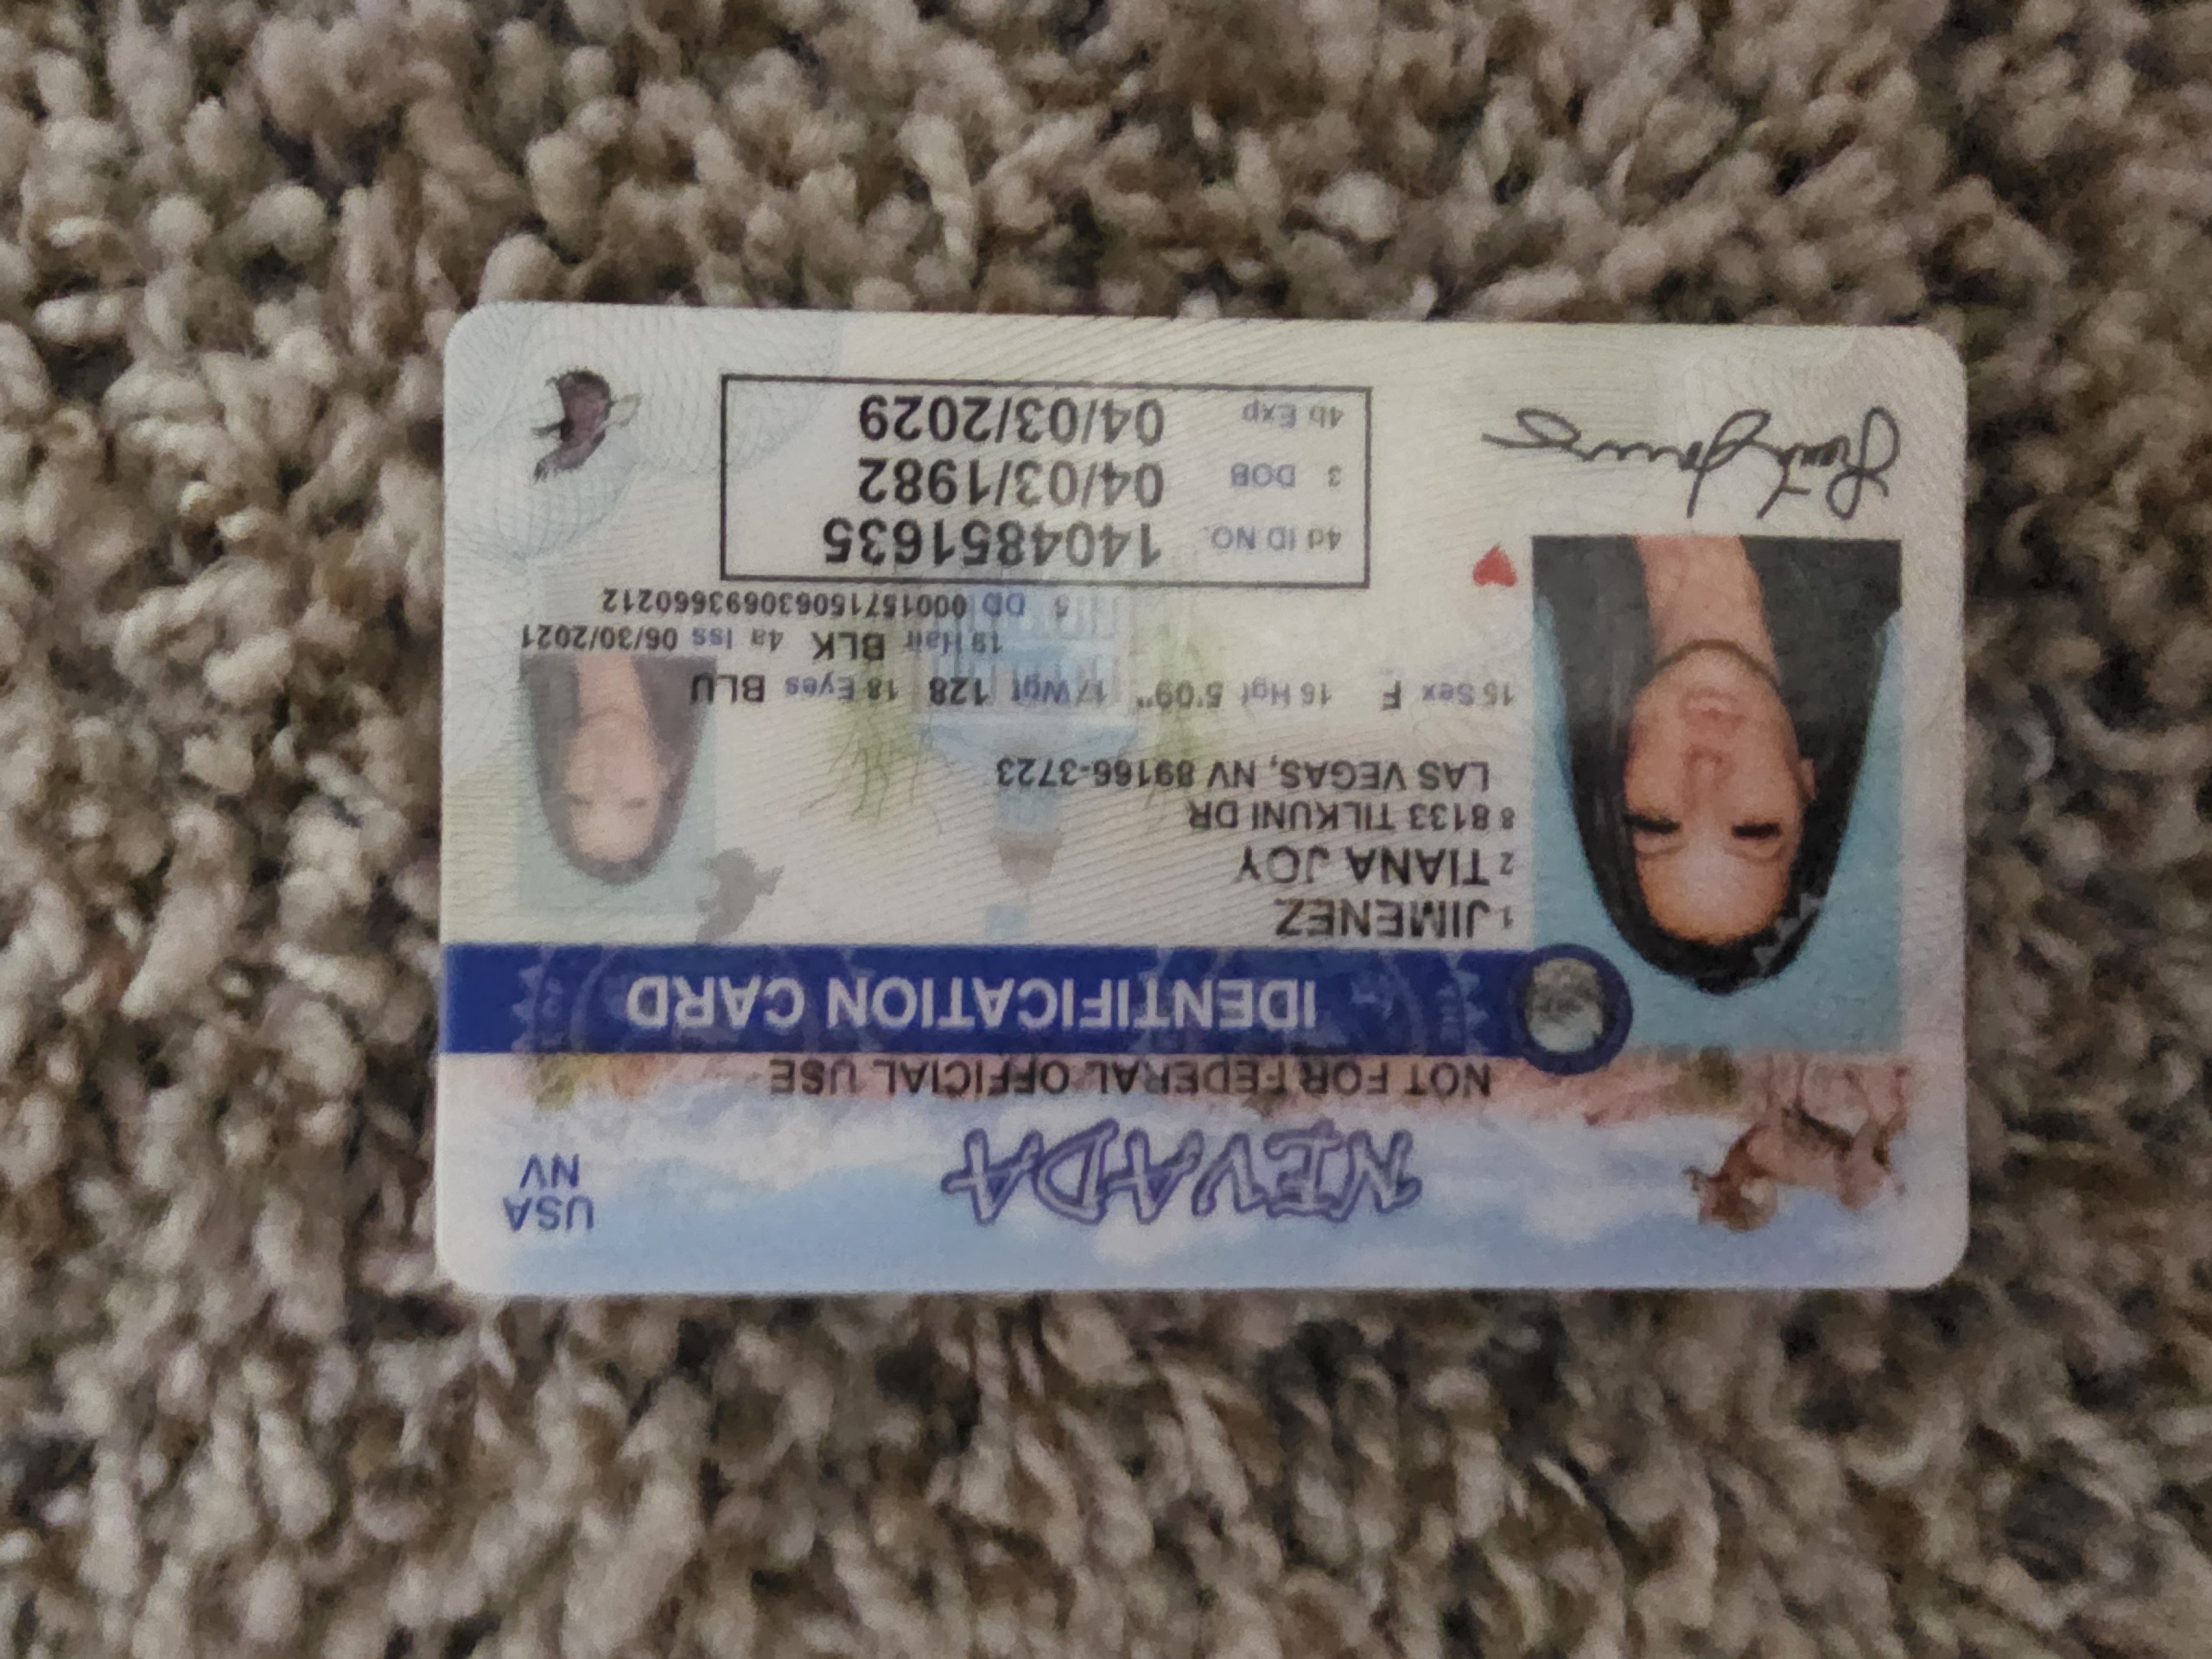 USA
NV
NEVADA
NOT FOR FEDERAL OFFICIAL USE
IDENTIFICATION CARD
1 JIMENEZ
2 TIANA JOY
8 8133 TILKUNI DR
LAS VEGAS, NV 89166-3723
15 Sex F 16 Hgt 5'09" 17 Wgt 128 18 Eyes BLU
19 Hair BLK 4a Iss 06/30/2021
5 DD 00015715063069366​0212
4d ID NO. 1404851635
3 DOB 04/03/1982
4b Exp 04/03/2029